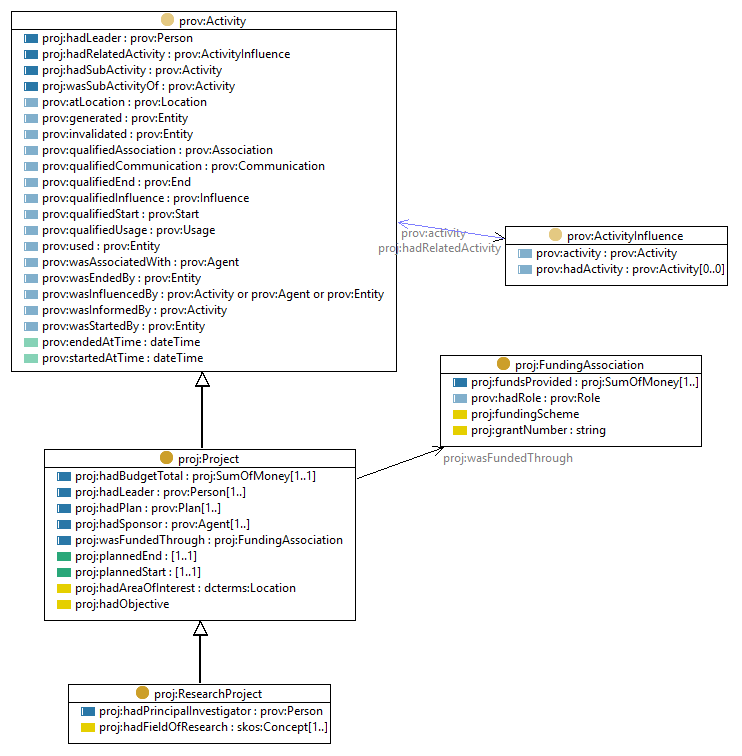 prov:Activity
proj:hadLeader : prov:Person
proj:hadRelatedActivity : prov:ActivityInfluence
proj:hadSubActivity : prov:Activity
proj:wasSubActivityOf : prov:Activity
prov:atLocation : prov:Location
prov:generated : prov:Entity
prov:invalidated : prov:Entity
prov:qualifiedAssociation : prov:Association
prov:qualifiedCommunication : prov:Communication
prov:qualifiedEnd : prov:End
prov:qualifiedInfluence : prov:Influence
prov:qualifiedStart : prov:Start
prov:qualifiedUsage : prov:Usage
prov:used : prov:Entity
prov:wasAssociatedWith : prov:Agent
prov:wasEndedBy : prov:Entity
prov:wasInfluencedBy : prov:Activity or prov:Agent or prov:Entity
prov:wasInformedBy : prov:Activity
prov:wasStartedBy : prov:Entity
prov:endedAtTime : dateTime
prov:startedAtTime : dateTime
prov:activity
proj:hadRelatedActivity
prov:ActivityInfluence
prov:activity : prov:Activity
prov:hadActivity : prov:Activity[0..0]
proj:FundingAssociation
proj:fundsProvided : proj:SumOfMoney[1..]
prov:hadRole : prov:Role
proj:fundingScheme
proj:grantNumber : string
proj:wasFundedThrough
proj:Project
proj:hadBudgetTotal : proj:SumOfMoney[1..1]
proj:hadLeader : prov:Person[1..]
proj:hadPlan : prov:Plan[1..]
proj:hadSponsor : prov:Agent[1..]
proj:wasFundedThrough : proj:FundingAssociation
proj:plannedEnd : [1..1]
proj:plannedStart : [1..1]
proj:hadAreaOfInterest : dcterms:Location
proj:hadObjective
proj:ResearchProject
proj:hadPrincipalInvestigator : prov:Person
proj:hadFieldOfResearch : skos:Concept[1..]